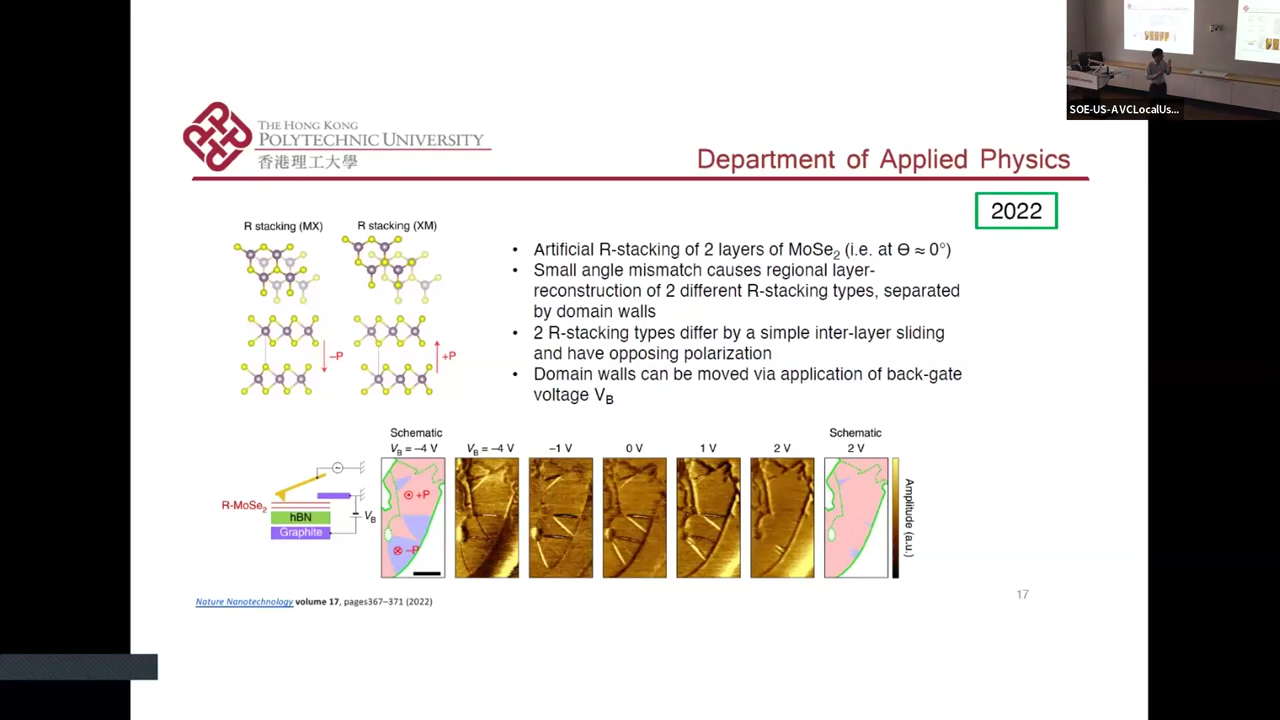 SOE-US-AVCLocalUs...
THE HONG KONG
POLYTECHNIC UNIVERSITY
香港理工大學
Department of Applied Physics
2022
R stacking (MX)
R stacking (XM)
–P
+P
• Artificial R-stacking of 2 layers of MoSe₂ (i.e. at Θ ≈ 0°)
• Small angle mismatch causes regional layer-
reconstruction of 2 different R-stacking types, separated
by domain walls
• 2 R-stacking types differ by a simple inter-layer sliding
and have opposing polarization
• Domain walls can be moved via application of back-gate
voltage V_B
Schematic
V_B = –4 V
V_B = –4 V
–1 V
0 V
1 V
2 V
Schematic
2 V
R-MoSe₂
hBN
Graphite
V_B
+P
–P
Amplitude (a.u.)
Nature Nanotechnology volume 17, pages367–371 (2022)
17